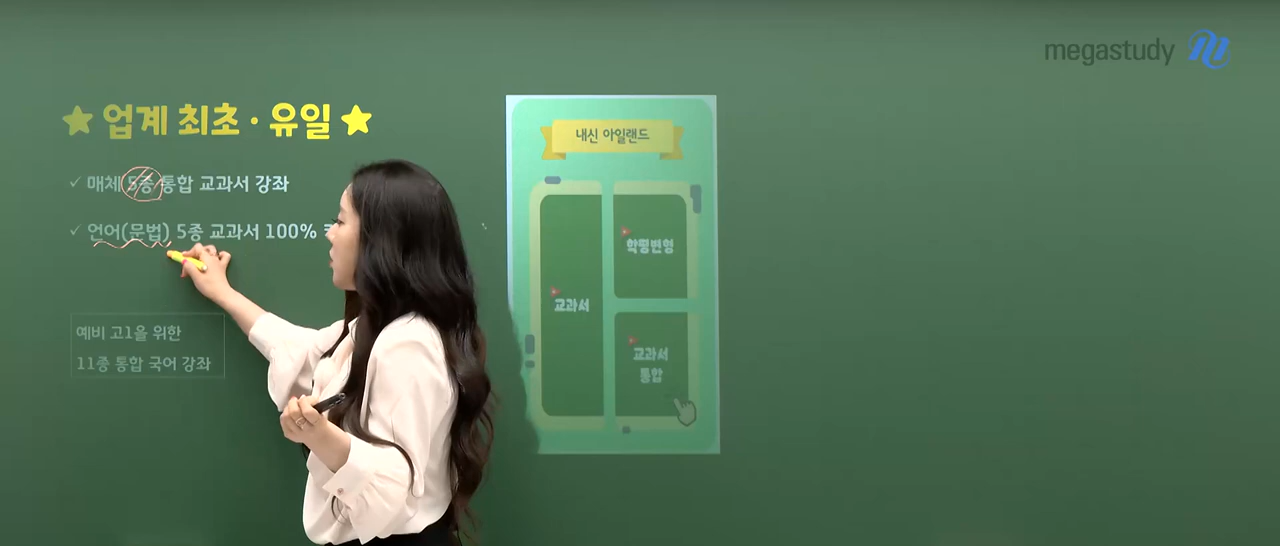 megastudy
업계 최초 · 유일
매체 5종 통합 교과서 강좌
언어(문법) 5종 교과서 100%
예비 고1을 위한
11종 통합 국어 강좌
내신 아일랜드
교과서
학평변형
교과서
통합